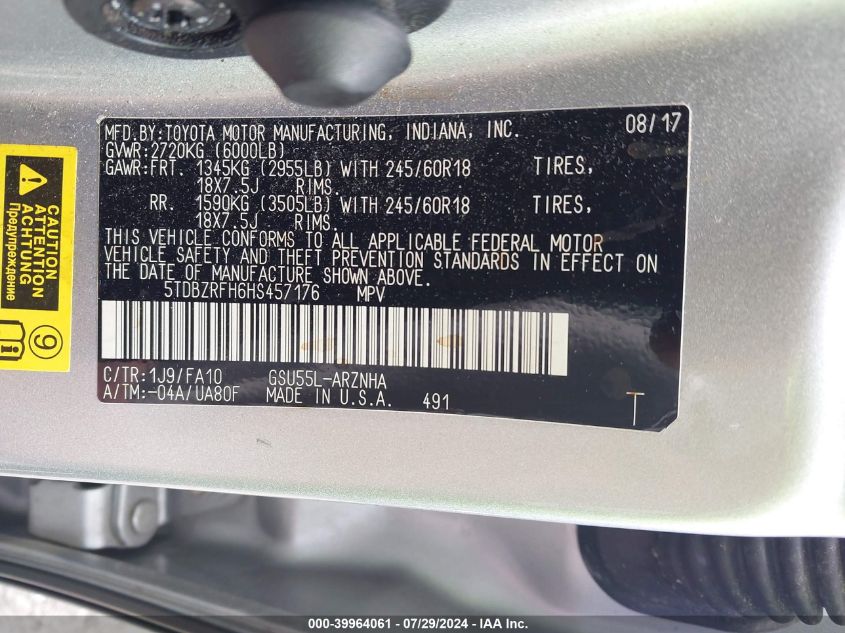 MFD.BY:TOYOTA MOTOR MANUFACTURING, INDIANA, INC. 08/17
GVWR:2720KG (6000LB)
GAWR:FRT. 1345KG (2955LB) WITH 245/60R18 TIRES,
18X7.5J RIMS.
RR. 1590KG (3505LB) WITH 245/60R18 TIRES,
18X7.5J RIMS.
THIS VEHICLE CONFORMS TO ALL APPLICABLE FEDERAL MOTOR
VEHICLE SAFETY AND THEFT PREVENTION STANDARDS IN EFFECT ON
THE DATE OF MANUFACTURE SHOWN ABOVE.
5TDBZRFH6HS457176 MPV
C/TR:1J9/FA10 GSU55L-ARZNHA
A/TM:-04A/UA80F MADE IN U.S.A. 491 T
CAUTION
ATTENTION
ACHTUNG
Предупреждение
9
000-39964061 / 07/29/2024 - IAA Inc.